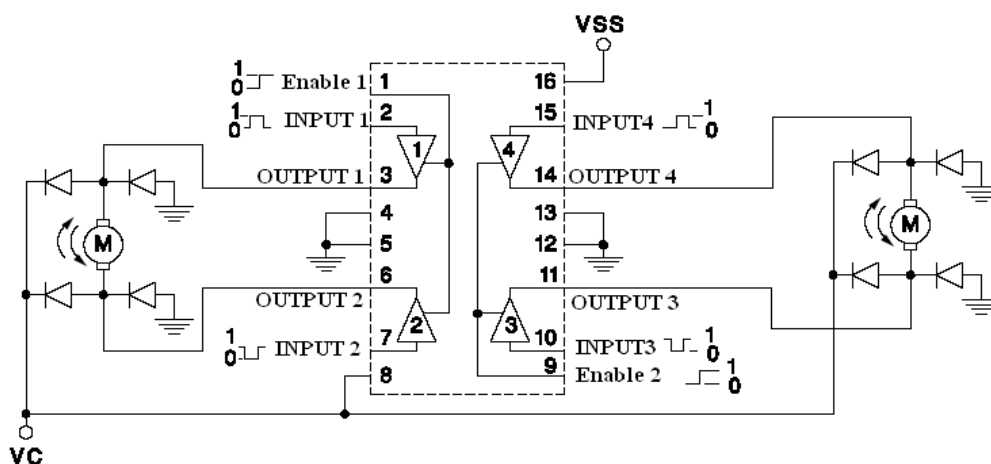 VSS
1
0
Enable 1
1
16
1
0
INPUT 1
2
15
INPUT4
1
0
1
4
OUTPUT 1
3
14
OUTPUT 4
4
13
M
M
5
12
6
11
OUTPUT 2
OUTPUT 3
2
3
1
0
INPUT 2
7
10
INPUT3
1
0
8
9
Enable 2
1
0
VC